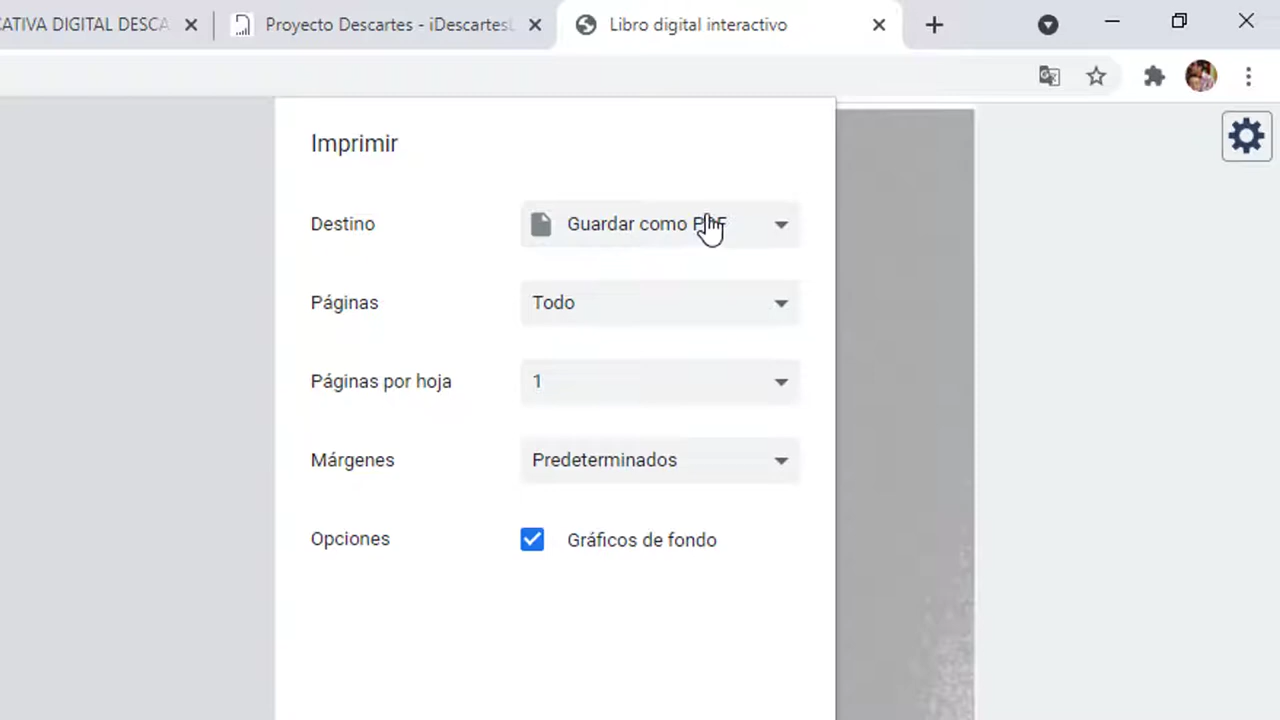 CATIVA DIGITAL DESCA
Proyecto Descartes - iDescartes
Libro digital interactivo
Imprimir
Destino
Guardar como PDF
Páginas
Todo
Páginas por hoja
1
Márgenes
Predeterminados
Opciones
Gráficos de fondo